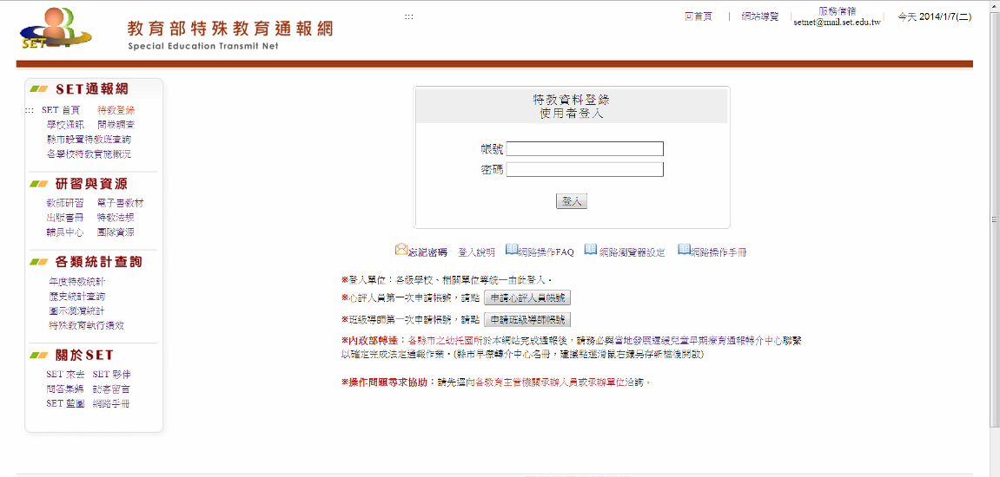 SET
教育部特殊教育通報網
Special Education Transmit Net
:::
回首頁 | 網站導覽 | 服務信箱 | 今天 2014/1/7(二)
setnet@mail.set.edu.tw
SET通報網
::: SET 首頁 特教登錄
學校通訊 問卷調查
縣市設置特教班查詢
各學校特教實施概況
研習與資源
教師研習 電子書教材
出版書冊 特教法規
輔具中心 團隊資源
各類統計查詢
年度特教統計
歷史統計查詢
圖示瀏灠統計
特殊教育執行績效
關於SET
SET 來去 SET 夥伴
問答集錦 訪客留言
SET 藍圖 網路手冊
特教資料登錄
使用者登入
帳號
密碼
登入
忘記密碼 登入說明 網路操作FAQ 網路瀏覽器設定 網路操作手冊
※登入單位：各級學校、相關單位等統一由此登入。
※心評人員第一次申請帳號，請點 申請心評人員帳號
※班級導師第一次申請帳號，請點 申請班級導師帳號
※內政部轉達：各縣市之幼托園所於本網站完成通報後，請務必與當地發展遲緩兒童早期療育通報轉介中心聯繫
以確定完成法定通報作業。(縣市早療轉介中心名冊，建議點選滑鼠右鍵另存新檔後開啟)
※操作問題尋求協助：請先逕向各教育主管機關承辦人員或承辦單位洽詢。